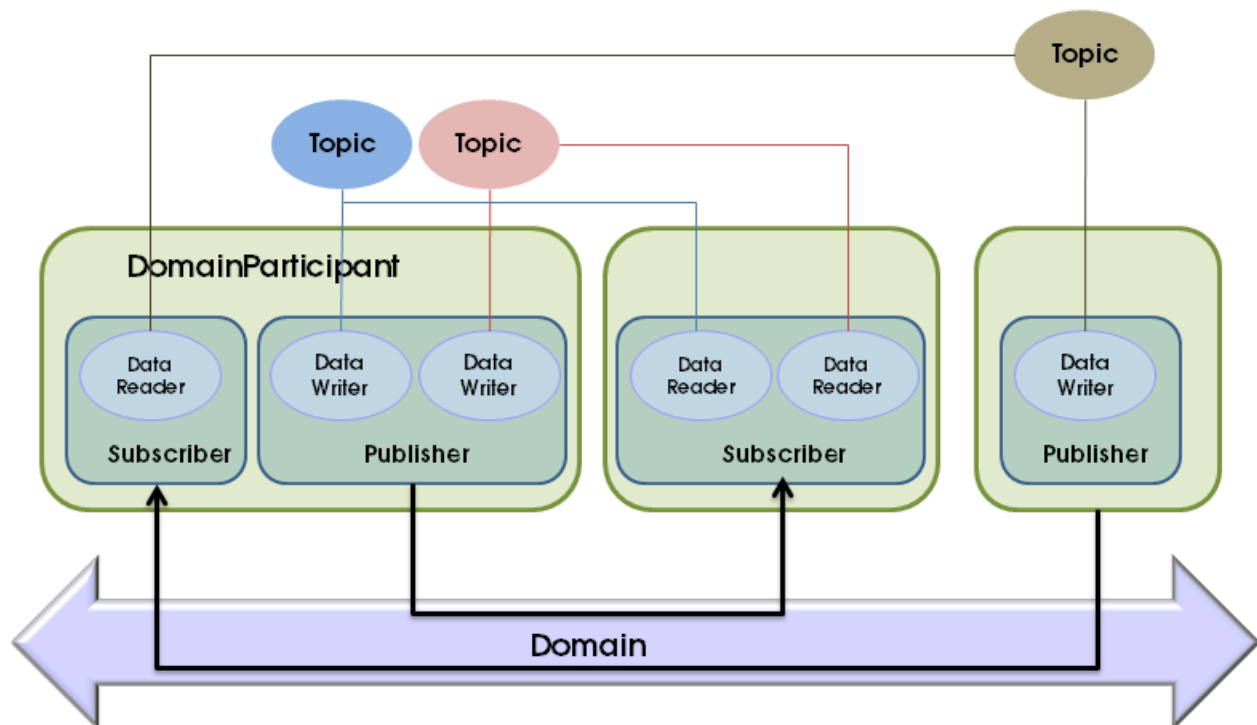 Topic
Topic
Topic
DomainParticipant
Data
Reader
Data
Writer
Data
Writer
Subscriber
Publisher
Data
Reader
Data
Reader
Subscriber
Data
Writer
Publisher
Domain